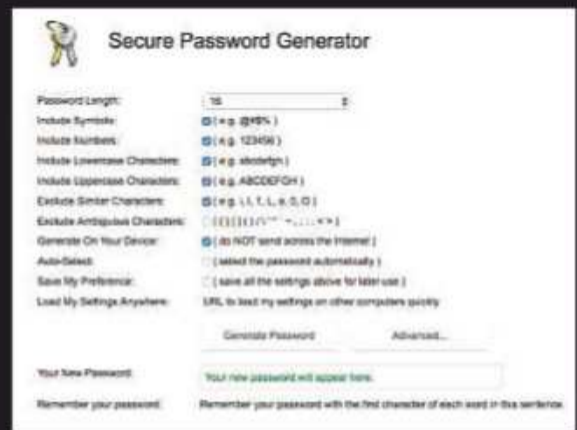 Secure Password Generator
Password Length: 16
Include Symbols: ( e.g. @#$% )
Include Numbers: ( e.g. 123456 )
Include Lowercase Characters: ( e.g. abcdefgh )
Include Uppercase Characters: ( e.g. ABCDEFGH )
Exclude Similar Characters: ( e.g. i, l, 1, L, o, 0, O )
Exclude Ambiguous Characters:
Generate On Your Device: ( do NOT send across the Internet )
Auto-Select: ( select the password automatically )
Save My Preference: ( save all the settings above for later use )
Load My Settings Anywhere: URL to load my settings on other computers quickly
Generate Password Advanced...
Your New Password: Your new password will appear here.
Remember your password: Remember your password with the first character of each word in this sentence.